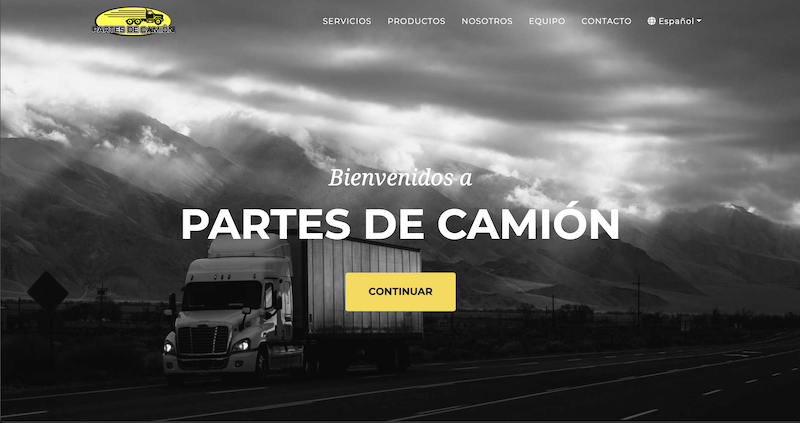 PARTES DE CAMIÓN
SERVICIOS PRODUCTOS NOSOTROS EQUIPO CONTACTO Español
Bienvenidos a
PARTES DE CAMIÓN
CONTINUAR